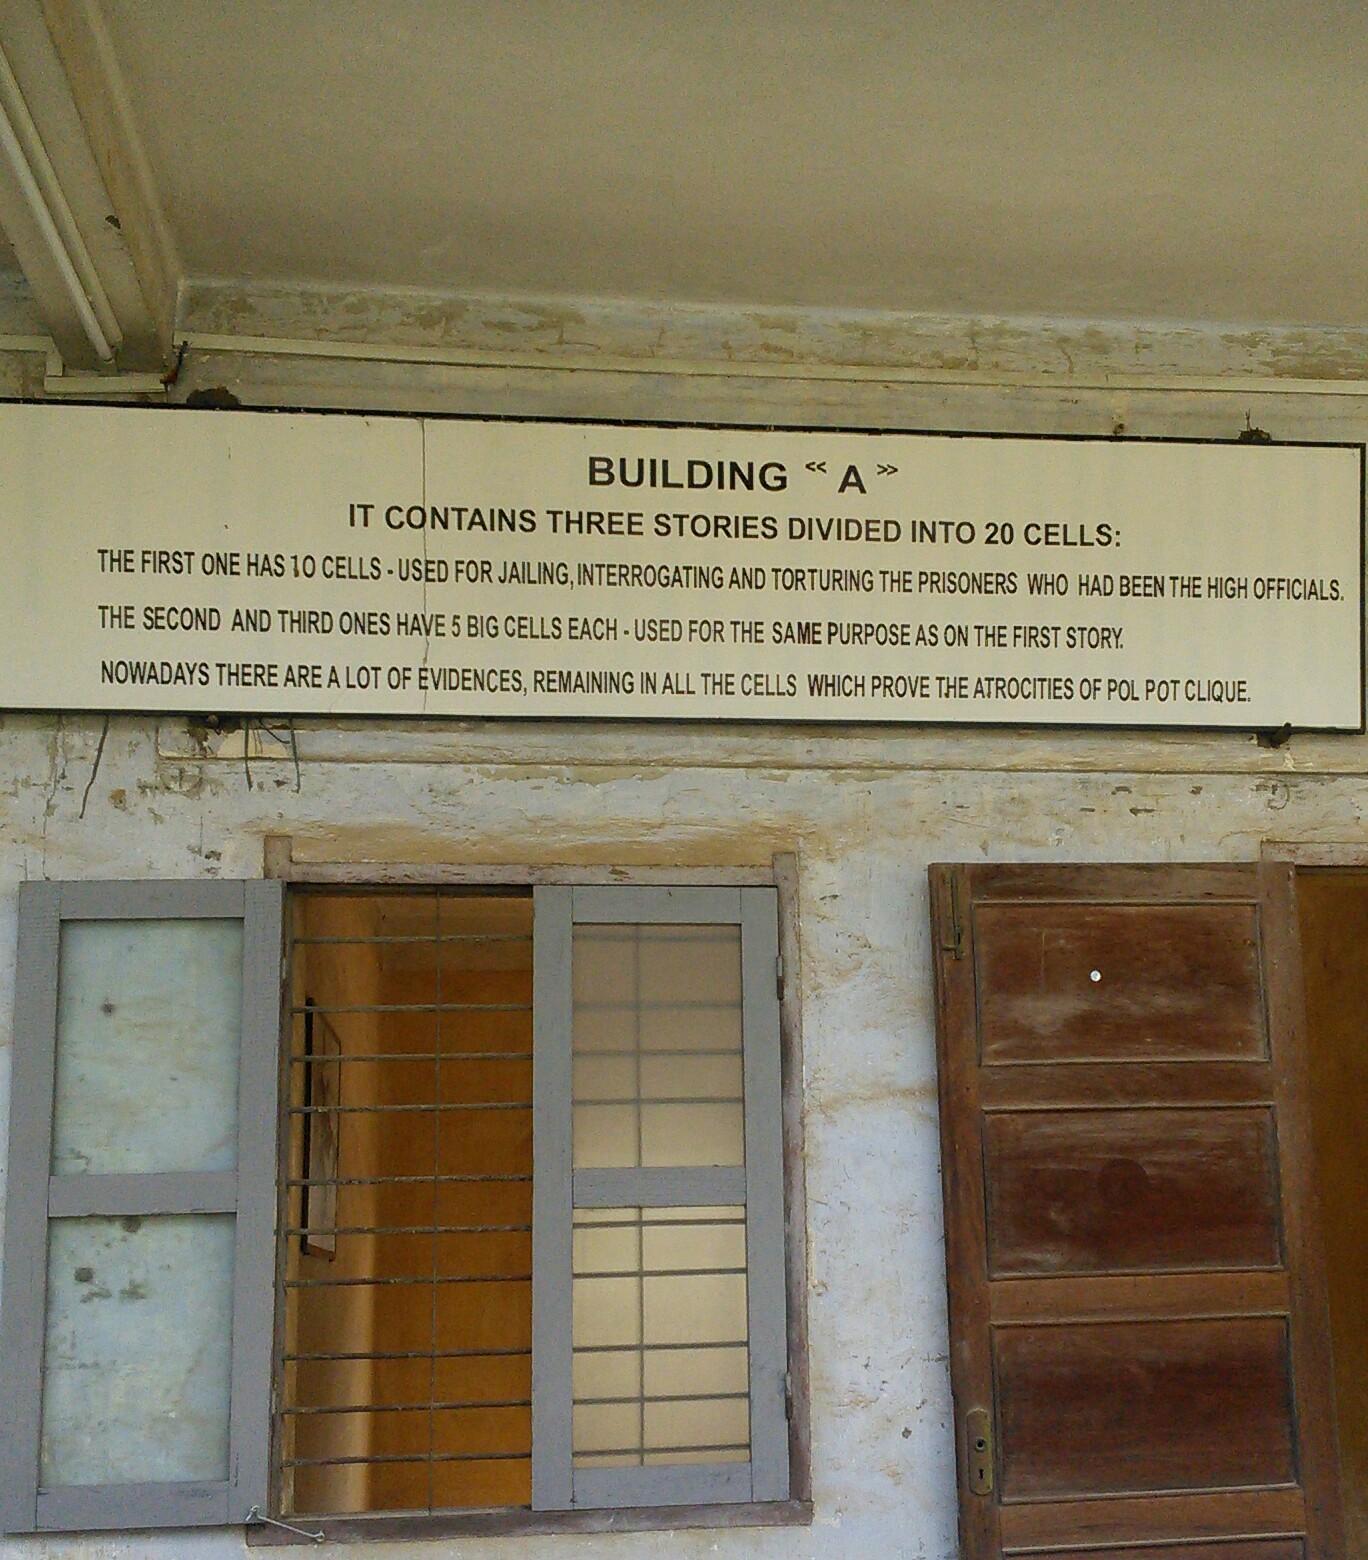 BUILDING « A »
IT CONTAINS THREE STORIES DIVIDED INTO 20 CELLS:
THE FIRST ONE HAS 10 CELLS - USED FOR JAILING, INTERROGATING AND TORTURING THE PRISONERS WHO HAD BEEN THE HIGH OFFICIALS.
THE SECOND AND THIRD ONES HAVE 5 BIG CELLS EACH - USED FOR THE SAME PURPOSE AS ON THE FIRST STORY.
NOWADAYS THERE ARE A LOT OF EVIDENCES, REMAINING IN ALL THE CELLS WHICH PROVE THE ATROCITIES OF POL POT CLIQUE.